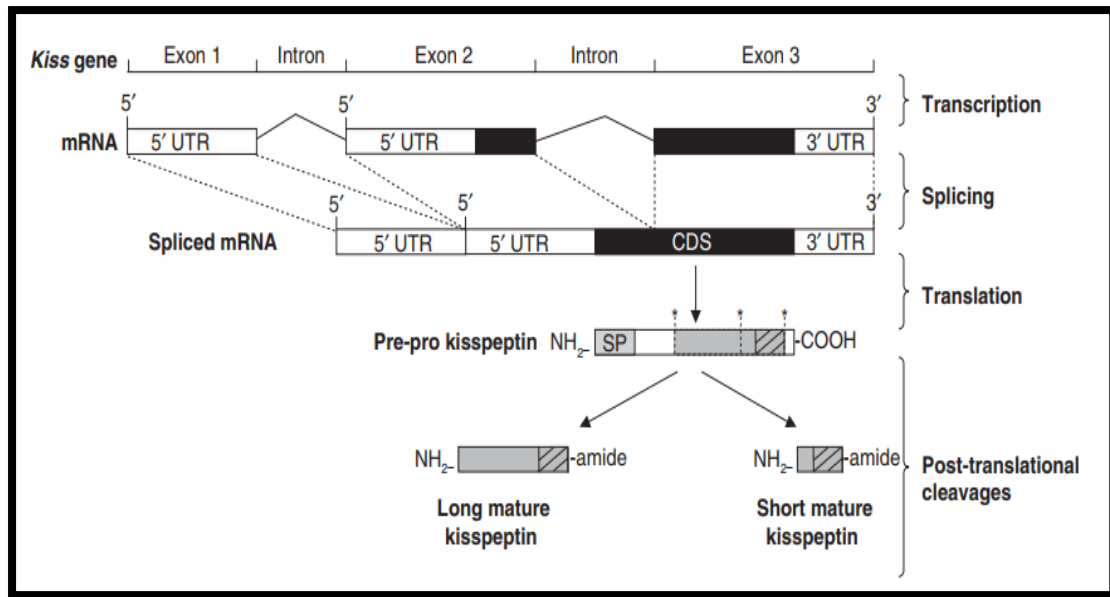 Kiss gene Exon 1 Intron Exon 2 Intron Exon 3
5′ 5′ 3′ Transcription
mRNA 5′ UTR 5′ UTR 3′ UTR
5′ 5′ 3′ Splicing
Spliced mRNA 5′ UTR 5′ UTR CDS 3′ UTR
Translation
* * *
Pre-pro kisspeptin NH2– SP -COOH
NH2– -amide NH2– -amide
Post-translational
cleavages
Long mature
kisspeptin
Short mature
kisspeptin